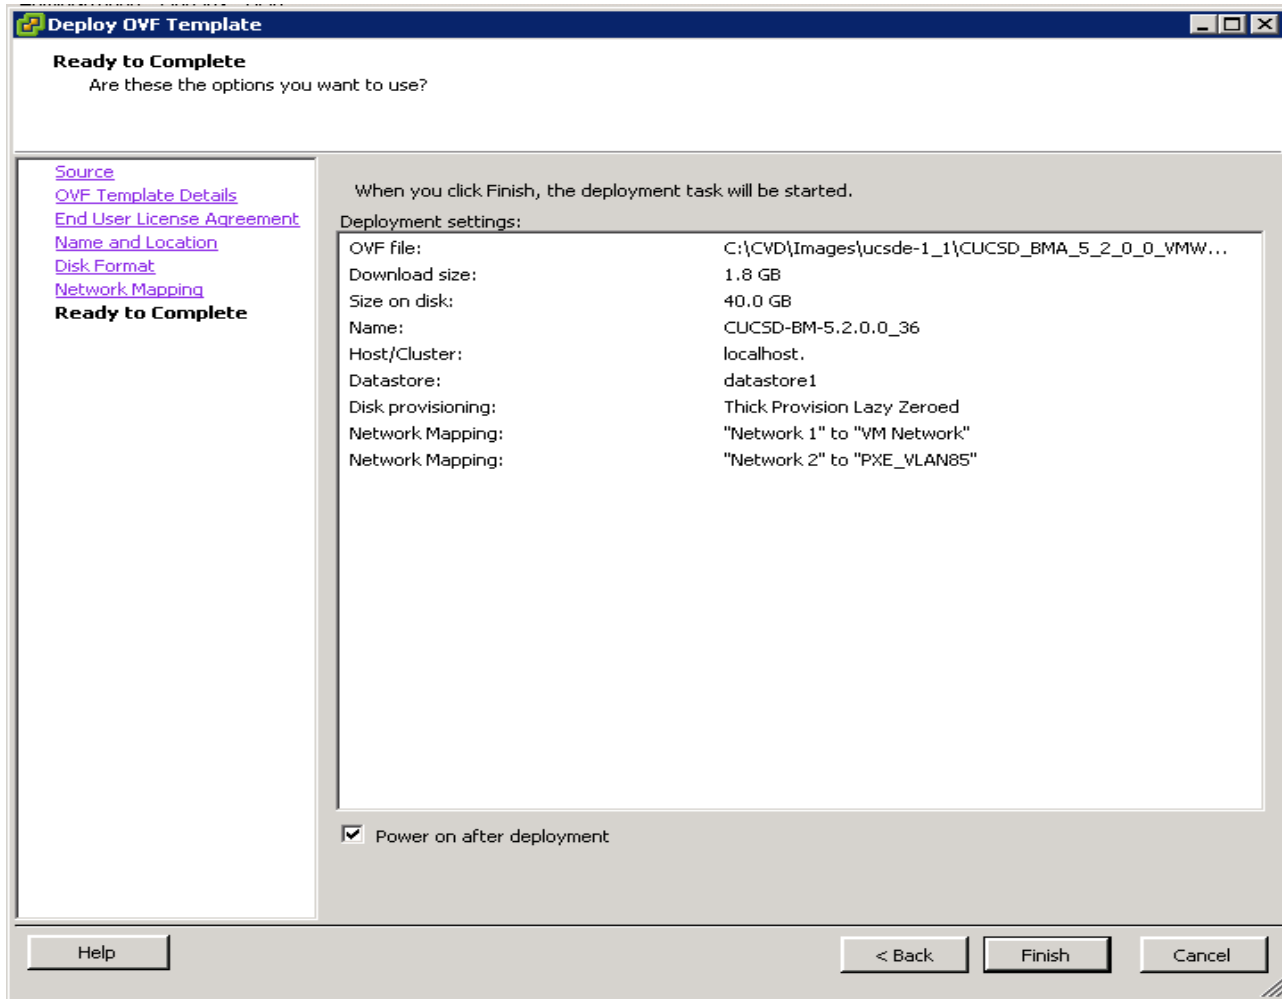 Deploy OVF Template
Ready to Complete
Are these the options you want to use?
Source
OVF Template Details
End User License Agreement
Name and Location
Disk Format
Network Mapping
Ready to Complete
When you click Finish, the deployment task will be started.
Deployment settings:
OVF file: C:\CVD\Images\ucsde-1_1\CUCSD_BMA_5_2_0_0_VMW...
Download size: 1.8 GB
Size on disk: 40.0 GB
Name: CUCSD-BM-5.2.0.0_36
Host/Cluster: localhost.
Datastore: datastore1
Disk provisioning: Thick Provision Lazy Zeroed
Network Mapping: "Network 1" to "VM Network"
Network Mapping: "Network 2" to "PXE_VLAN85"
Power on after deployment
Help < Back Finish Cancel